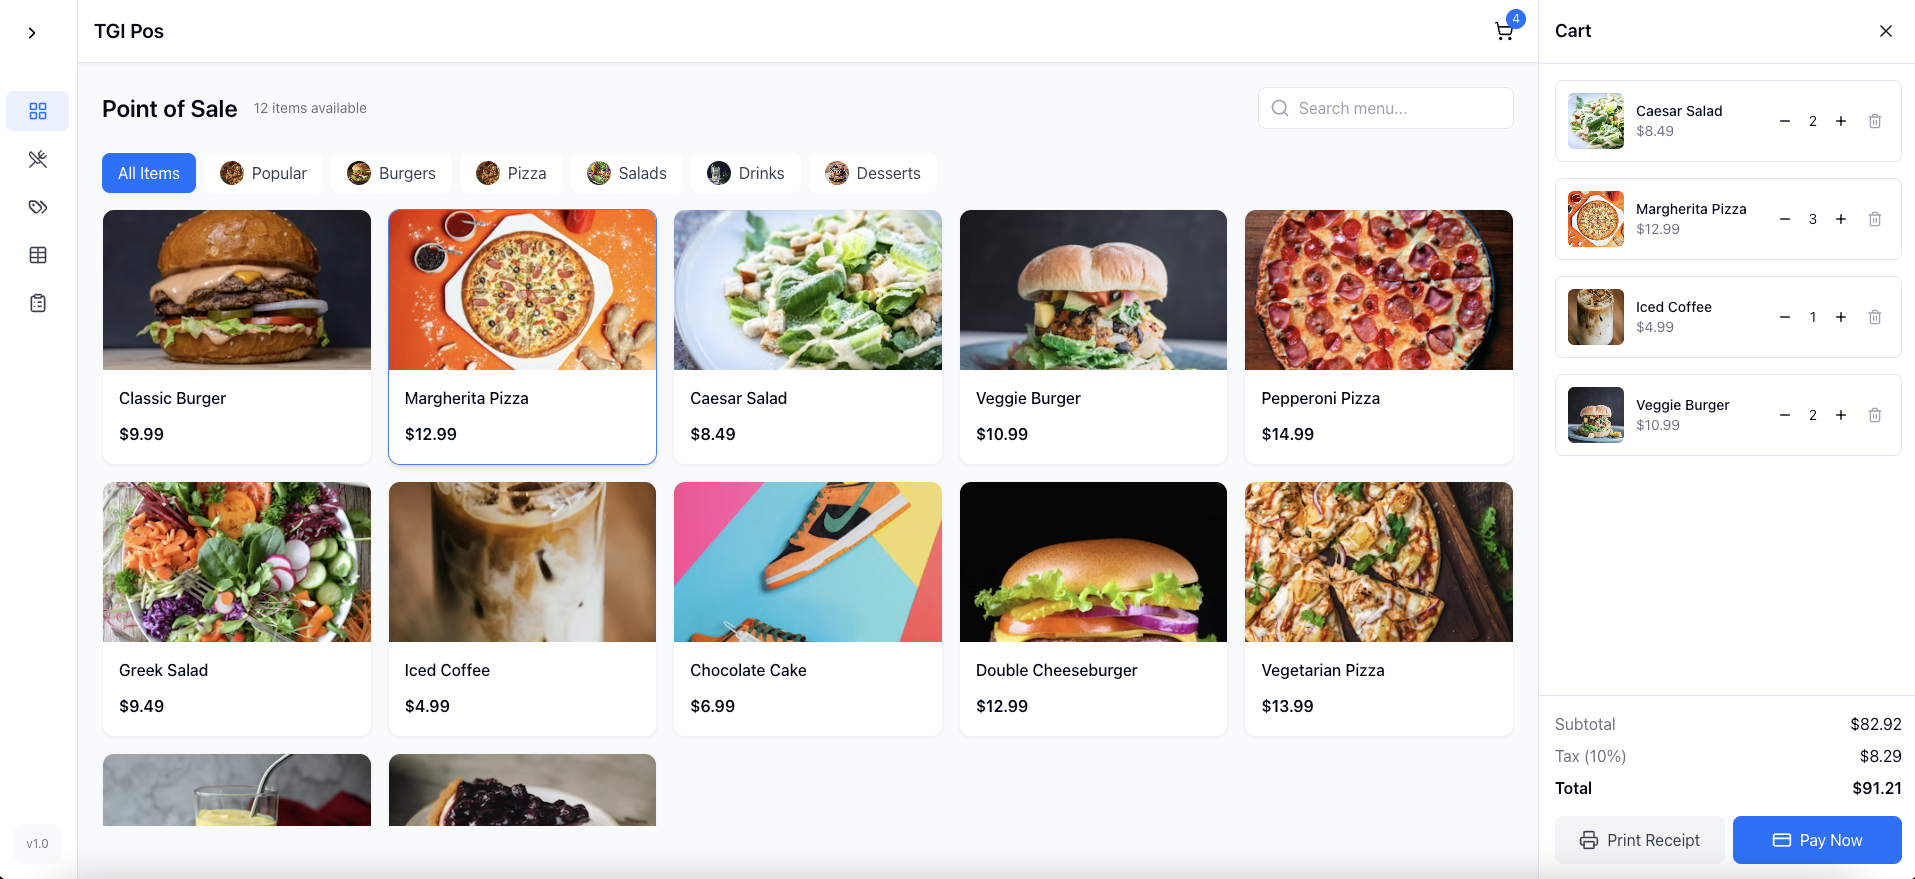 TGI Pos
4
Point of Sale
12 items available
Search menu...
All Items
Popular
Burgers
Pizza
Salads
Drinks
Desserts
Classic Burger
$9.99
Margherita Pizza
$12.99
Caesar Salad
$8.49
Veggie Burger
$10.99
Pepperoni Pizza
$14.99
Greek Salad
$9.49
Iced Coffee
$4.99
Chocolate Cake
$6.99
Double Cheeseburger
$12.99
Vegetarian Pizza
$13.99
v1.0
Cart
Caesar Salad
$8.49
2
Margherita Pizza
$12.99
3
Iced Coffee
$4.99
1
Veggie Burger
$10.99
2
Subtotal $82.92
Tax (10%) $8.29
Total $91.21
Print Receipt
Pay Now